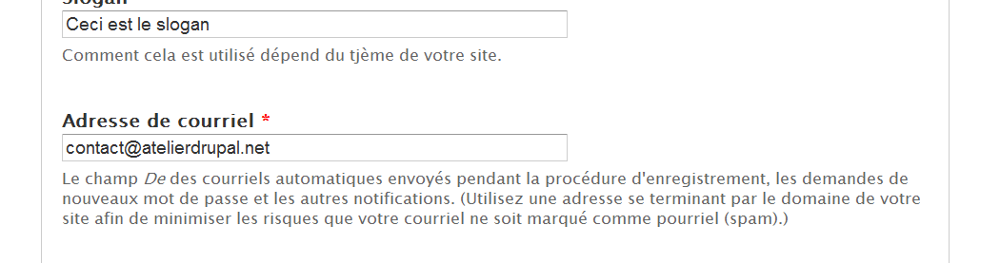 slogan
Ceci est le slogan
Comment cela est utilisé dépend du tjème de votre site.
Adresse de courriel *
contact@atelierdrupal.net
Le champ De des courriels automatiques envoyés pendant la procédure d'enregistrement, les demandes de
nouveaux mot de passe et les autres notifications. (Utilisez une adresse se terminant par le domaine de votre
site afin de minimiser les risques que votre courriel ne soit marqué comme pourriel (spam).)